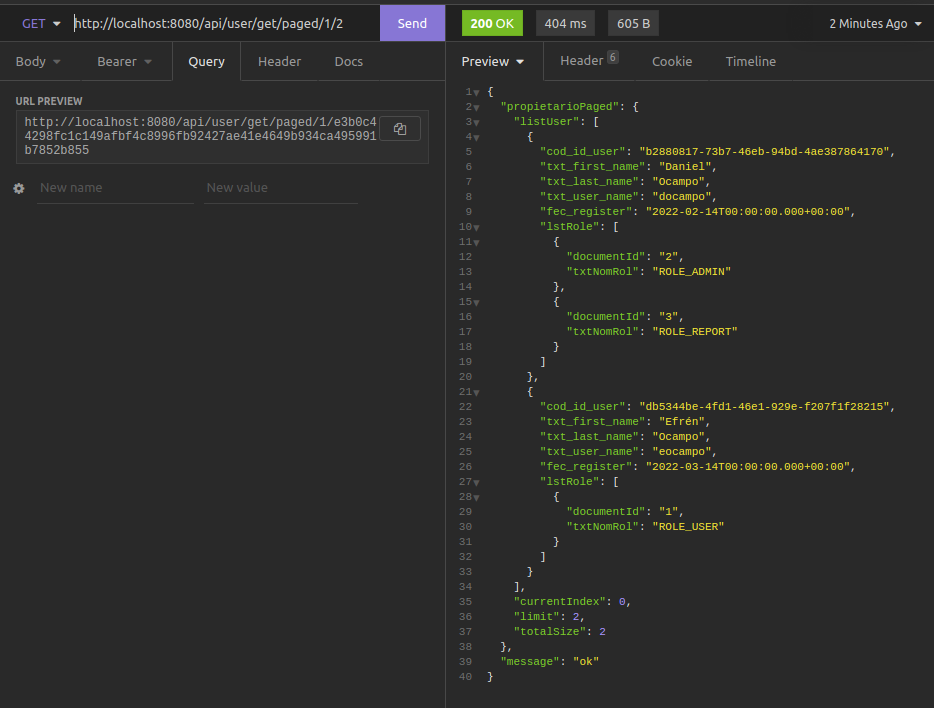 GET http://localhost:8080/api/user/get/paged/1/2 Send 200 OK 404 ms 605 B 2 Minutes Ago
Body Bearer Query Header Docs
Preview Header 6 Cookie Timeline
URL PREVIEW
http://localhost:8080/api/user/get/paged/1/e3b0c4
4298fc1c149afbf4c8996fb92427ae41e4649b934ca495991
b7852b855
New name New value
1 {
2 "propietarioPaged": {
3 "listUser": [
4 {
5 "cod_id_user": "b2880817-73b7-46eb-94bd-4ae387864170",
6 "txt_first_name": "Daniel",
7 "txt_last_name": "Ocampo",
8 "txt_user_name": "docampo",
9 "fec_register": "2022-02-14T00:00:00.000+00:00",
10 "lstRole": [
11 {
12 "documentId": "2",
13 "txtNomRol": "ROLE_ADMIN"
14 },
15 {
16 "documentId": "3",
17 "txtNomRol": "ROLE_REPORT"
18 }
19 ]
20 },
21 {
22 "cod_id_user": "db5344be-4fd1-46e1-929e-f207f1f28215",
23 "txt_first_name": "Efrén",
24 "txt_last_name": "Ocampo",
25 "txt_user_name": "eocampo",
26 "fec_register": "2022-03-14T00:00:00.000+00:00",
27 "lstRole": [
28 {
29 "documentId": "1",
30 "txtNomRol": "ROLE_USER"
31 }
32 ]
33 }
34 ],
35 "currentIndex": 0,
36 "limit": 2,
37 "totalSize": 2
38 },
39 "message": "ok"
40 }